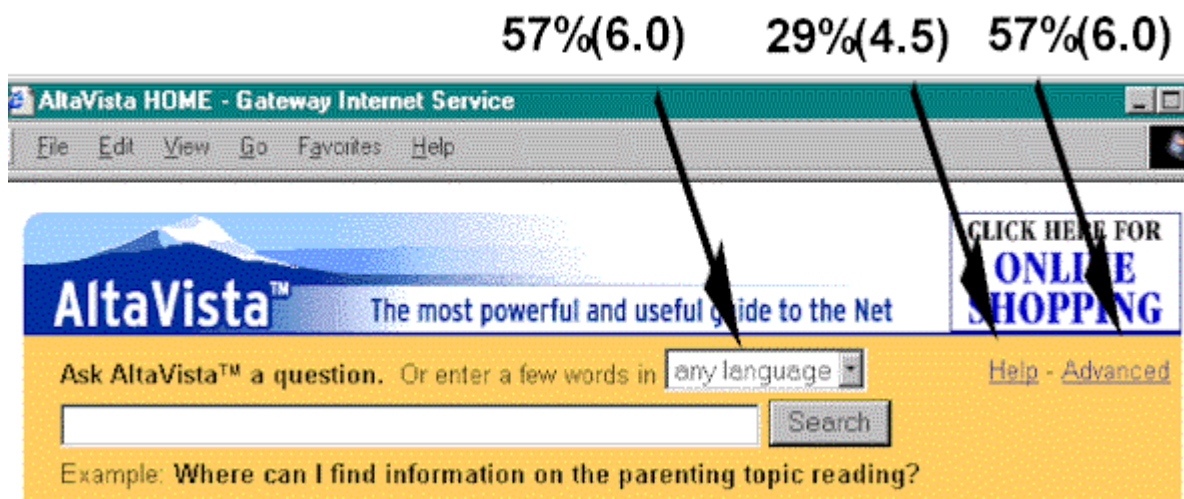 57%(6.0) 29%(4.5) 57%(6.0)
AltaVista HOME - Gateway Internet Service
File Edit View Go Favorites Help
CLICK HERE FOR
ONLINE
SHOPPING
AltaVista™ The most powerful and useful guide to the Net
Ask AltaVista™ a question. Or enter a few words in any language Help - Advanced
Search
Example: Where can I find information on the parenting topic reading?